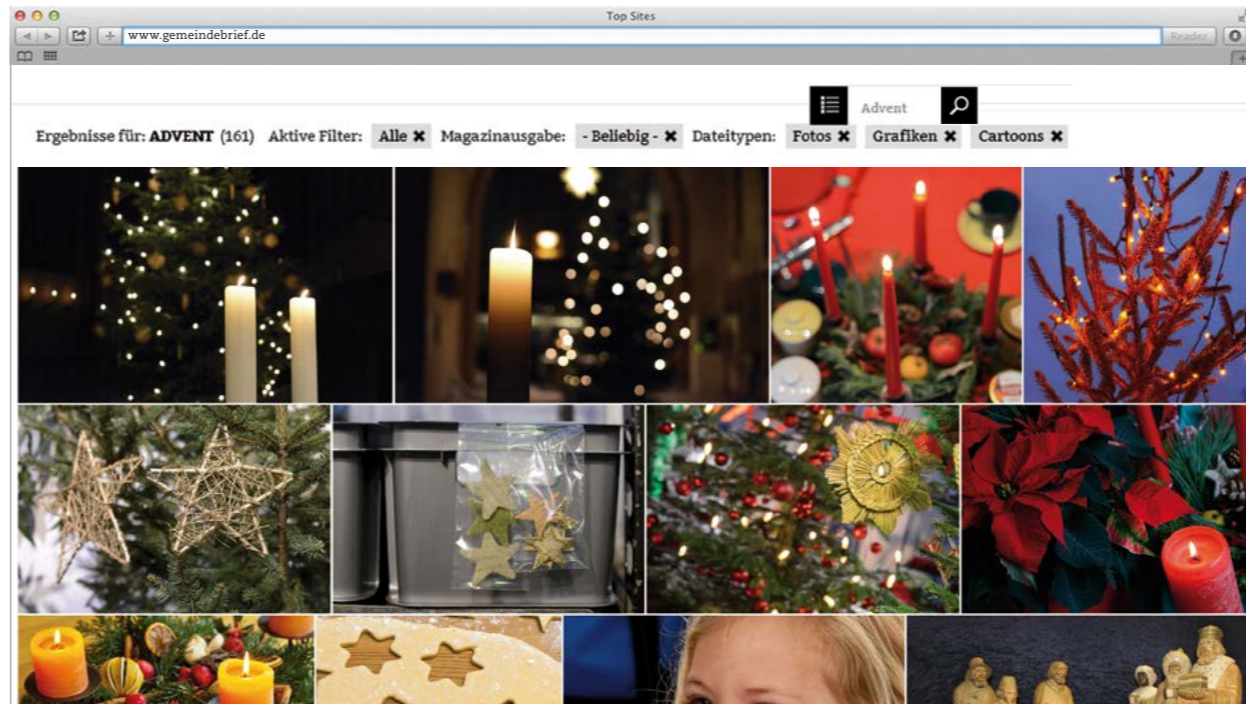 Top Sites
www.gemeindebrief.de
Reader
Advent
Ergebnisse für: ADVENT (161) Aktive Filter: Alle ✖ Magazinausgabe: - Beliebig - ✖ Dateitypen: Fotos ✖ Grafiken ✖ Cartoons ✖